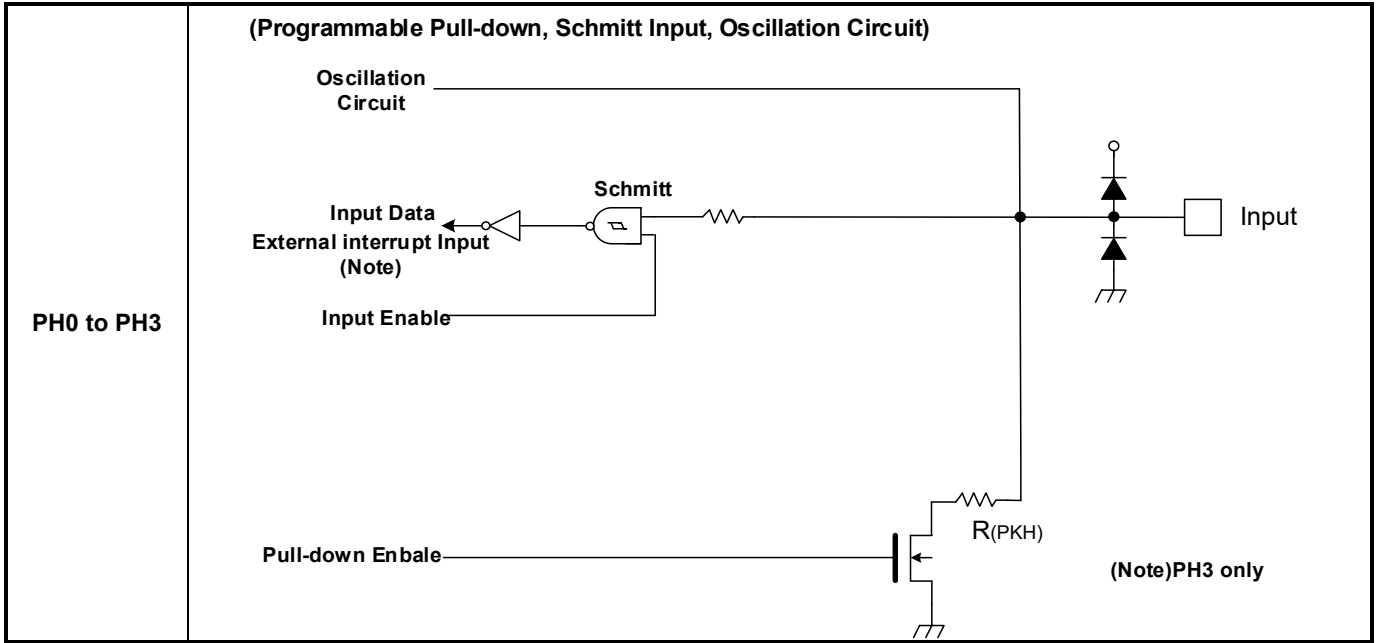 (Programmable Pull-down, Schmitt Input, Oscillation Circuit)
Oscillation
Circuit
Schmitt
Input Data
External interrupt Input
(Note)
Input
Input Enable
PH0 to PH3
R(PKH)
Pull-down Enbale
(Note)PH3 only